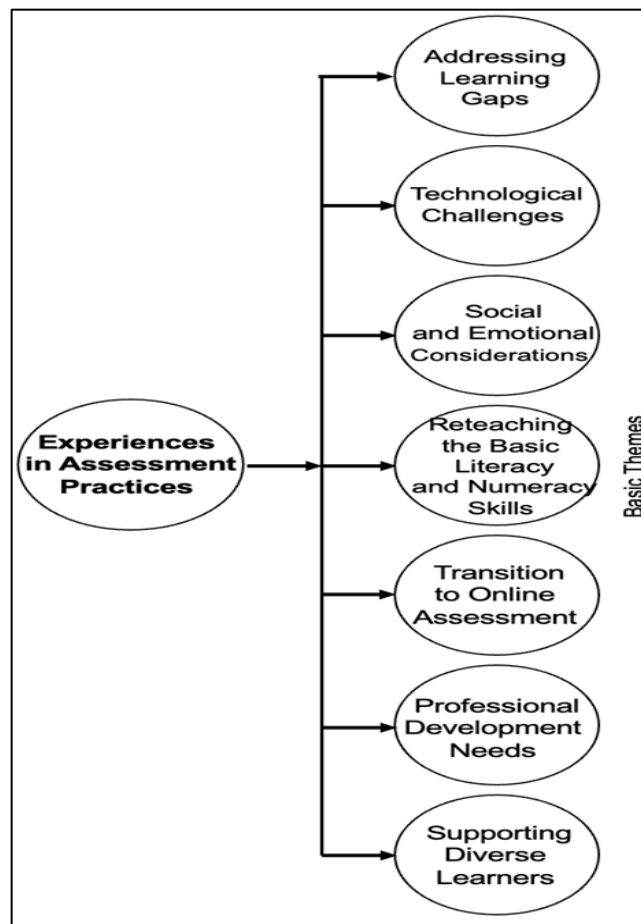 Addressing
Learning
Gaps
Technological
Challenges
Social
and Emotional
Considerations
Experiences
in Assessment
Practices
Reteaching
the Basic
Literacy
and Numeracy
Skills
Basic Themes
Transition
to Online
Assessment
Professional
Development
Needs
Supporting
Diverse
Learners